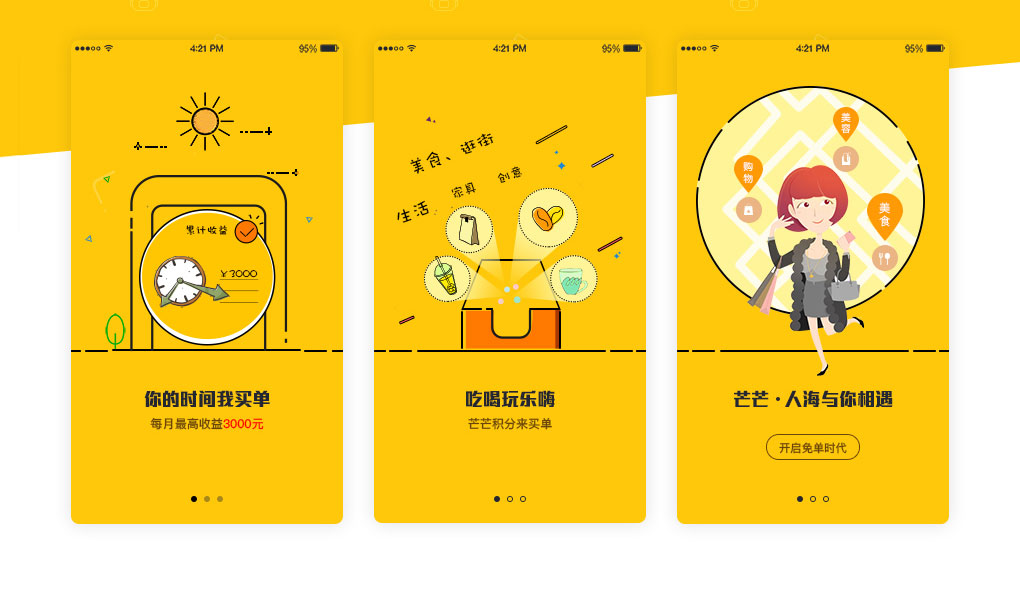 4:21 PM
95%
累计收益
¥3000
你的时间我买单
每月最高收益3000元
4:21 PM
95%
美食、逛街
家具
创意
生活
吃喝玩乐嗨
芒芒积分来买单
4:21 PM
95%
美容
购物
美食
芒芒·人海与你相遇
开启免单时代